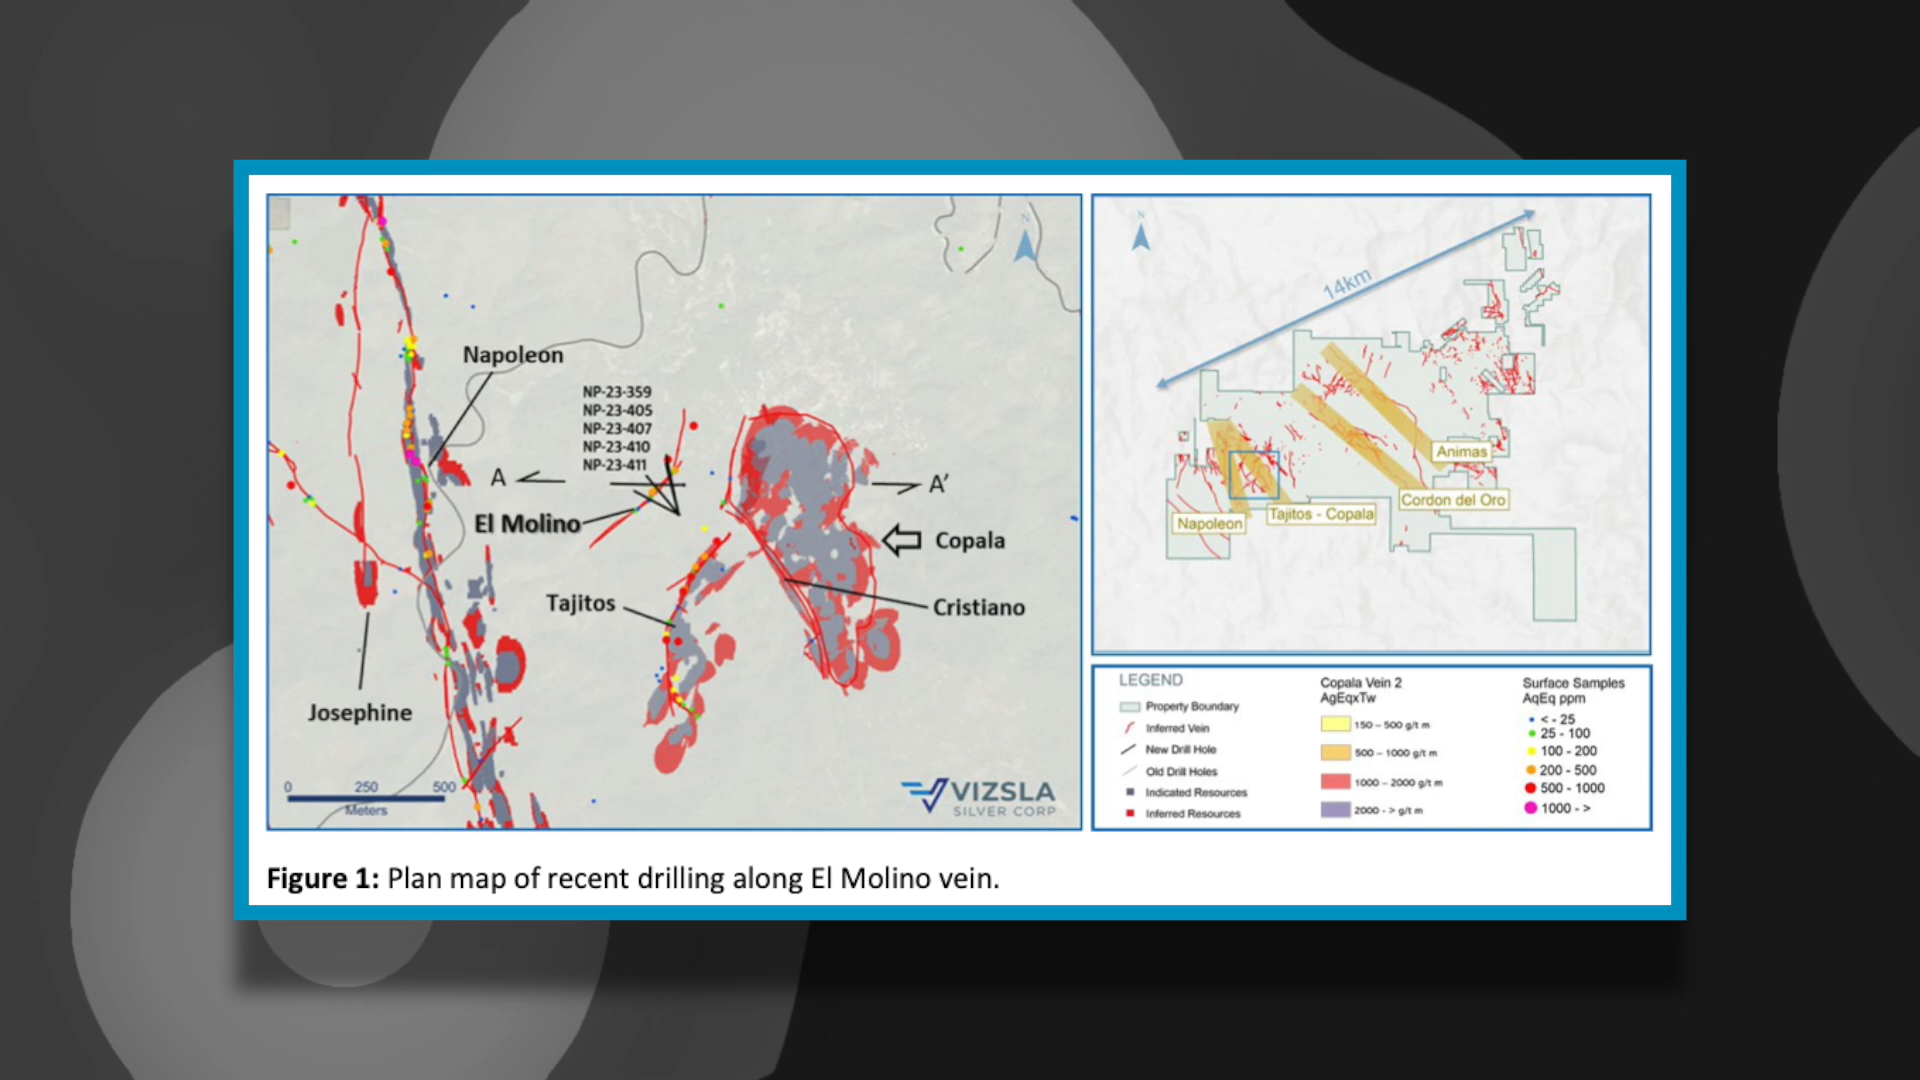 N
Napoleon
NP-23-359
NP-23-405
NP-23-407
NP-23-410
NP-23-411
A
A'
El Molino
Copala
Tajitos
Cristiano
Josephine
0 250 500
Meters
VIZSLA
SILVER CORP
N
14km
Animas
Cordon del Oro
Tajitos - Copala
Napoleon
LEGEND
Property Boundary
Inferred Vein
New Drill Hole
Old Drill Holes
Indicated Resources
Inferred Resources
Copala Vein 2
AgEqxTw
150 – 500 g/t m
500 – 1000 g/t m
1000 – 2000 g/t m
2000 - > g/t m
Surface Samples
AqEq ppm
< - 25
25 - 100
100 - 200
200 - 500
500 - 1000
1000 - >
Figure 1: Plan map of recent drilling along El Molino vein.